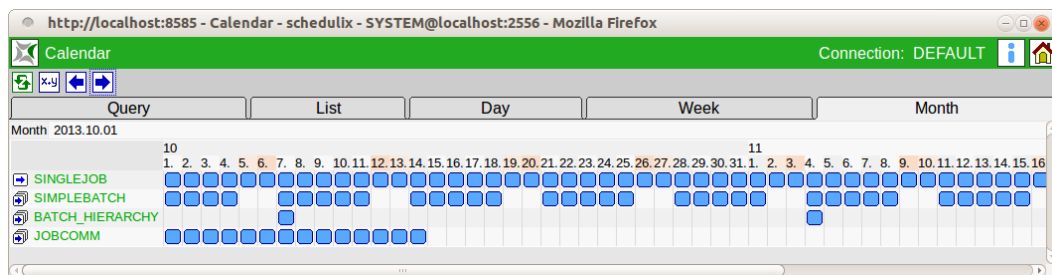 http://localhost:8585 - Calendar - schedulix - SYSTEM@localhost:2556 - Mozilla Firefox
Calendar Connection: DEFAULT
x.y
Query List Day Week Month
Month 2013.10.01
10 11
1. 2. 3. 4. 5. 6. 7. 8. 9. 10. 11. 12. 13. 14. 15. 16. 17. 18. 19. 20. 21. 22. 23. 24. 25. 26. 27. 28. 29. 30. 31. 1. 2. 3. 4. 5. 6. 7. 8. 9. 10. 11. 12. 13. 14. 15. 16
SINGLEJOB
SIMPLEBATCH
BATCH_HIERARCHY
JOBCOMM